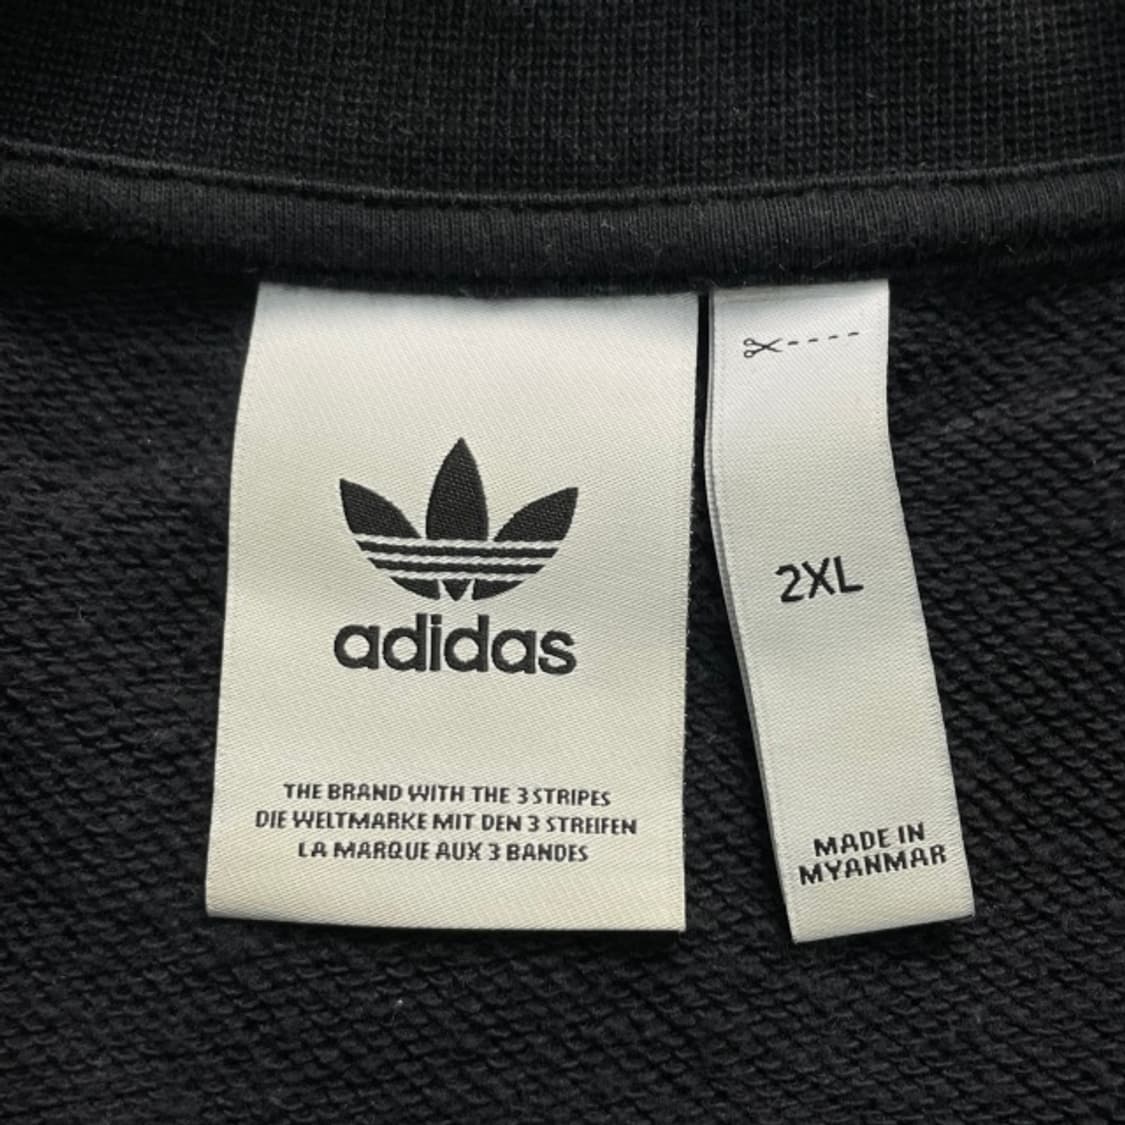 adidas
THE BRAND WITH THE 3 STRIPES
DIE WELTMARKE MIT DEN 3 STREIFEN
LA MARQUE AUX 3 BANDES
2XL
MADE IN
MYANMAR